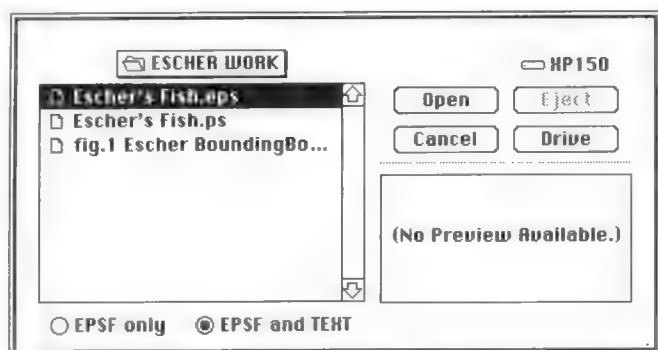 ESCHER WORK
XP150
Escher's Fish.eps
Escher's Fish.ps
fig.1 Escher BoundingBo...
Open
Eject
Cancel
Drive
(No Preview Available.)
EPSF only
EPSF and TEXT